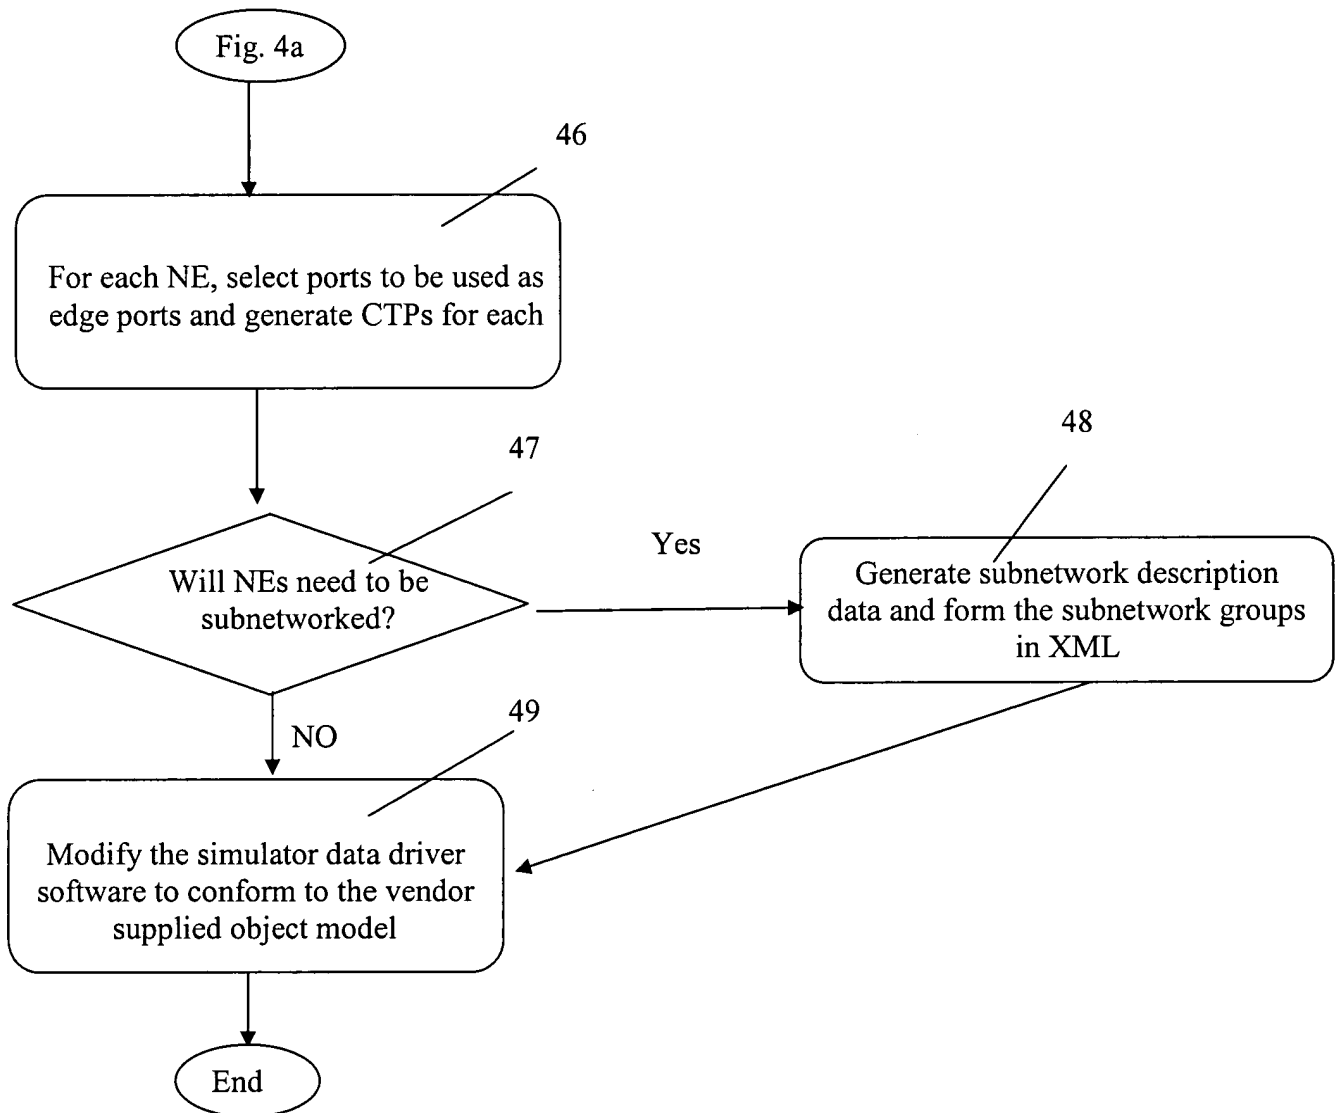 Fig. 4a
46
For each NE, select ports to be used as
edge ports and generate CTPs for each
47
Will NEs need to be
subnetworked?
Yes
48
Generate subnetwork description
data and form the subnetwork groups
in XML
NO
49
Modify the simulator data driver
software to conform to the vendor
supplied object model
End